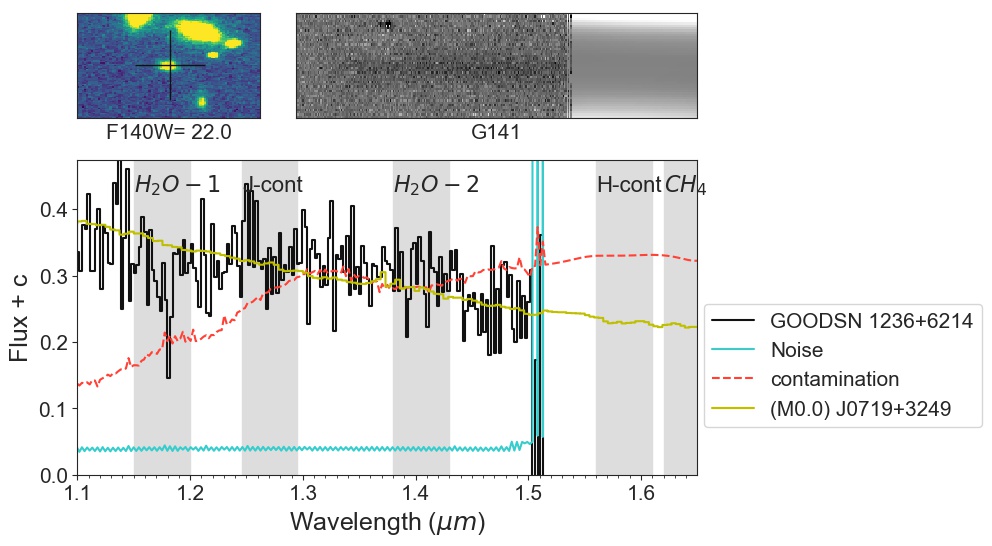 F140W= 22.0
G141
H₂O − 1
J-cont
H₂O − 2
H-cont
CH₄
0.4
0.3
0.2
0.1
0.0
Flux + c
1.1
1.2
1.3
1.4
1.5
1.6
Wavelength (μm)
GOODSN 1236+6214
Noise
contamination
(M0.0) J0719+3249